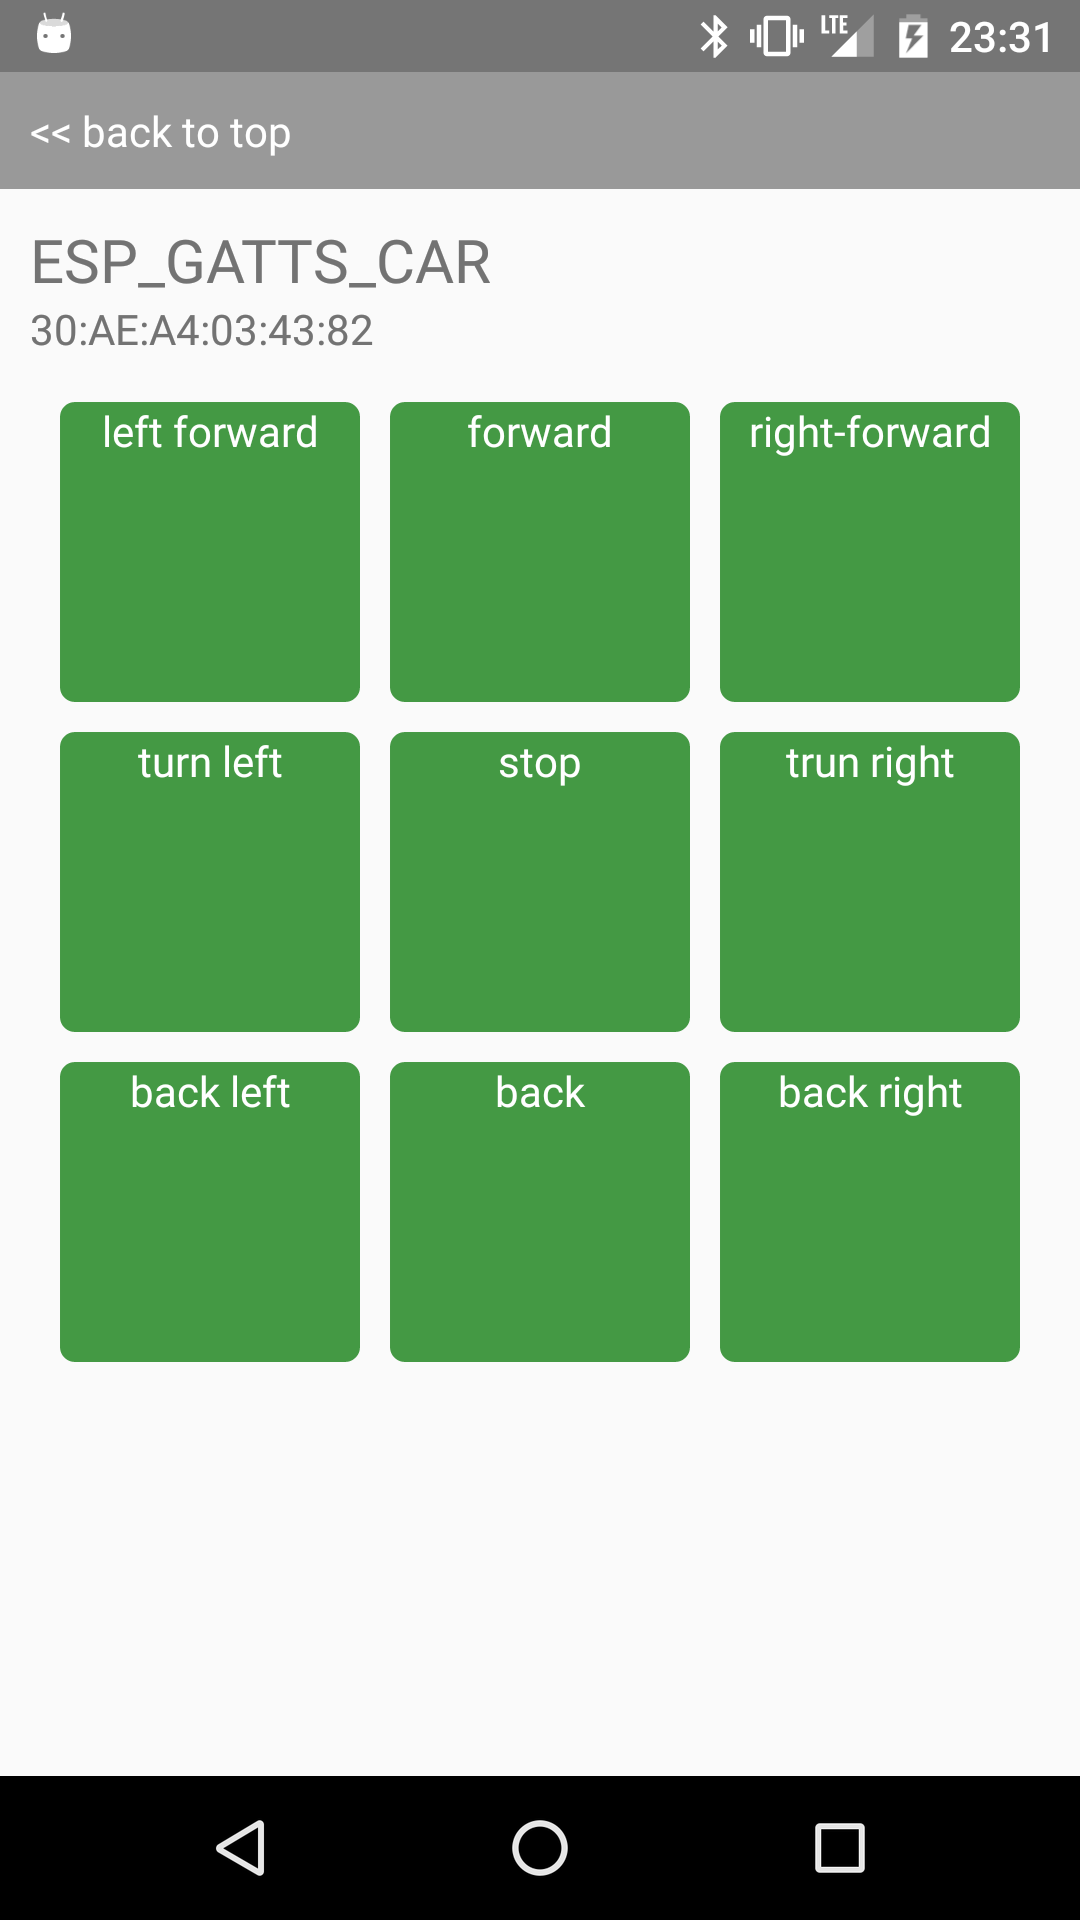 LTE 23:31
<< back to top
ESP_GATTS_CAR
30:AE:A4:03:43:82
left forward forward right-forward
turn left stop trun right
back left back back right